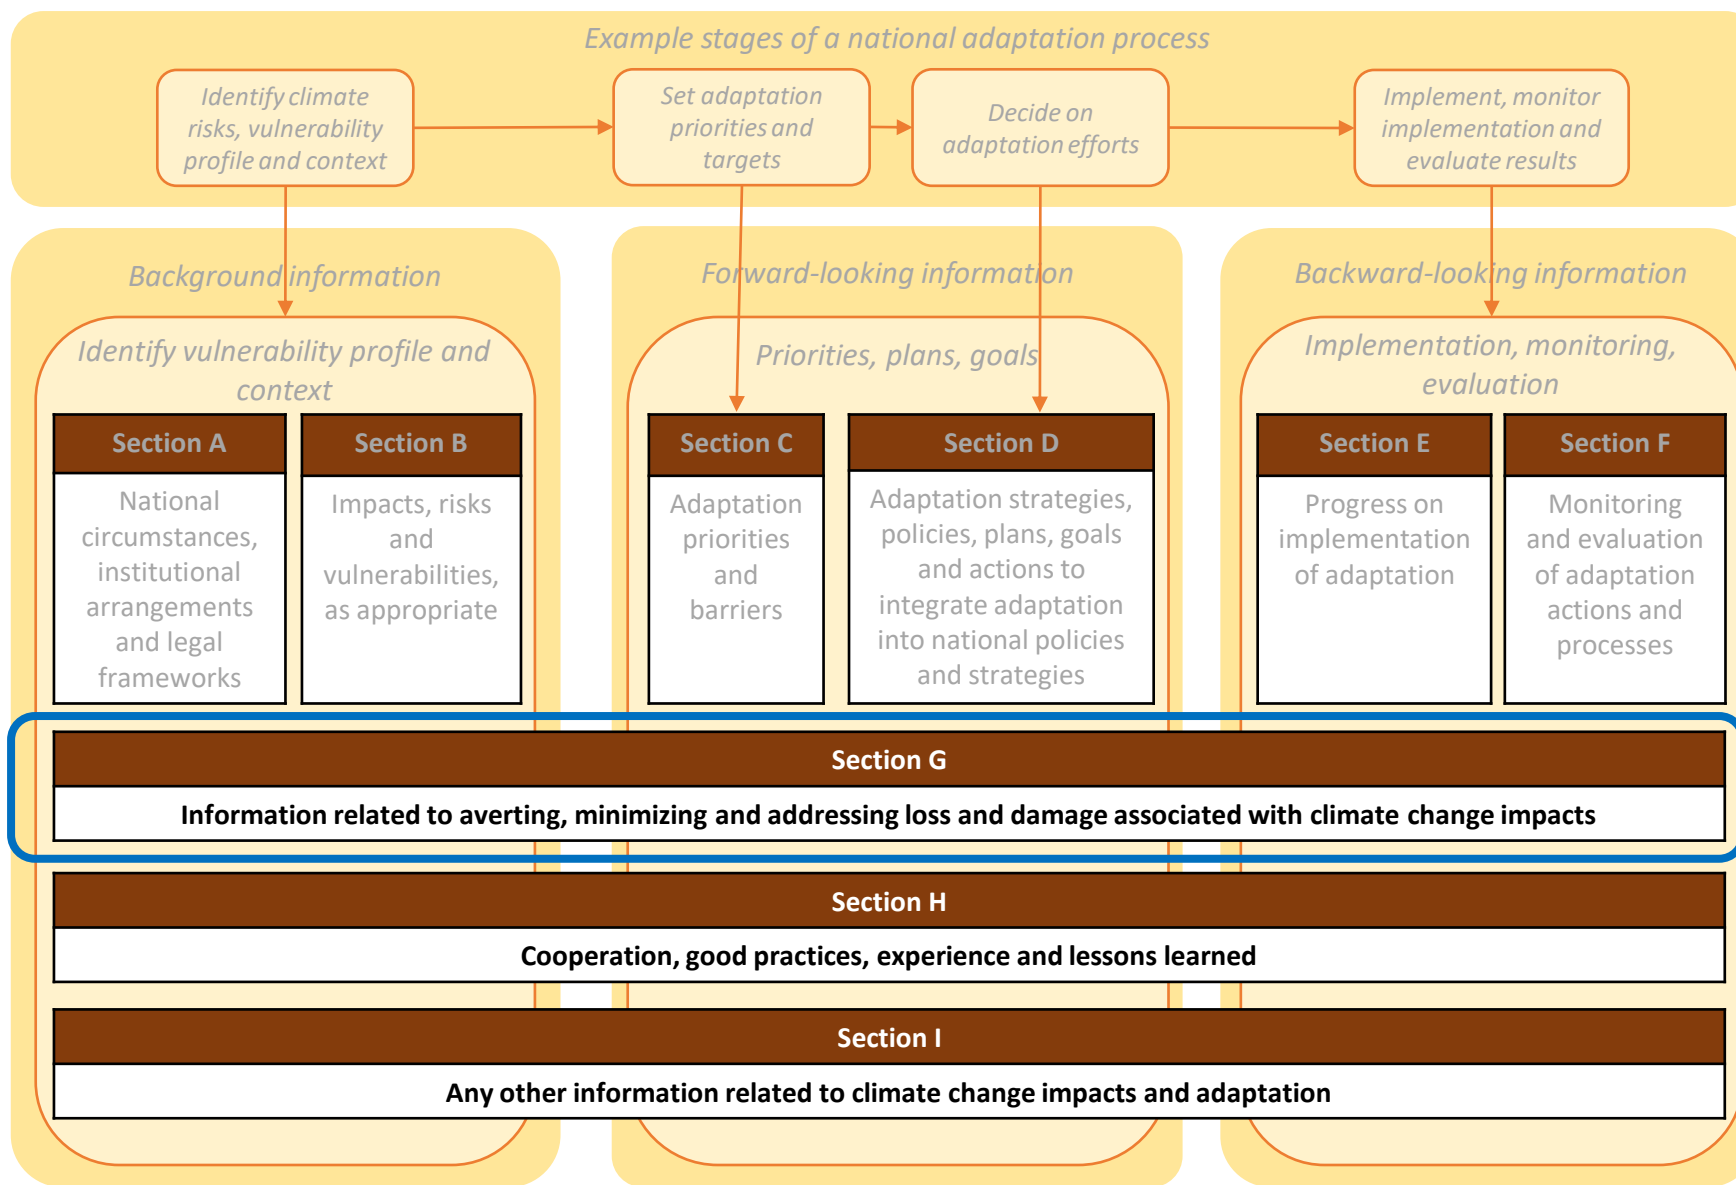 Example stages of a national adaptation process
Identify climate
risks, vulnerability
profile and context
Set adaptation
priorities and
targets
Decide on
adaptation efforts
Implement, monitor
implementation and
evaluate results
Background information
Identify vulnerability profile and
context
Section A
National
circumstances,
institutional
arrangements
and legal
frameworks
Section B
Impacts, risks
and
vulnerabilities,
as appropriate
Forward-looking information
Priorities, plans, goals
Section C
Adaptation
priorities
and
barriers
Section D
Adaptation strategies,
policies, plans, goals
and actions to
integrate adaptation
into national policies
and strategies
Backward-looking information
Implementation, monitoring,
evaluation
Section E
Progress on
implementation
of adaptation
Section F
Monitoring
and evaluation
of adaptation
actions and
processes
Section G
Information related to averting, minimizing and addressing loss and damage associated with climate change impacts
Section H
Cooperation, good practices, experience and lessons learned
Section I
Any other information related to climate change impacts and adaptation